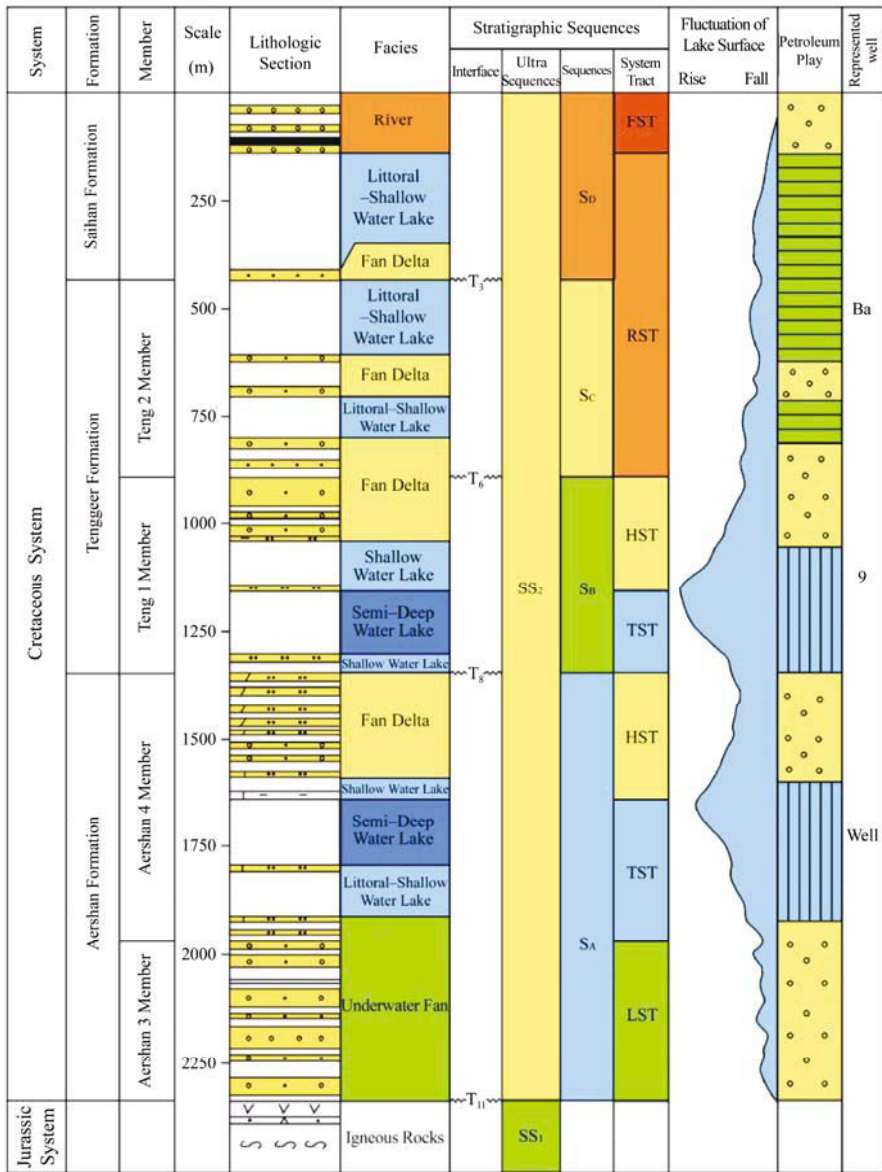 System
Formation
Member
Scale
(m)
Lithologic
Section
Facies
Stratigraphic Sequences
Interface
Ultra
Sequences
Sequences
System
Tract
Fluctuation of
Lake Surface
Rise Fall
Petroleum
Play
Represented
well
Cretaceous System
Jurassic
System
Saihan Formation
Tenggeer Formation
Aershan Formation
Teng 2 Member
Teng 1 Member
Aershan 4 Member
Aershan 3 Member
250
500
750
1000
1250
1500
1750
2000
2250
River
Littoral
–Shallow
Water Lake
Fan Delta
Littoral
–Shallow
Water Lake
Fan Delta
Littoral–Shallow
Water Lake
Fan Delta
Shallow
Water Lake
Semi–Deep
Water Lake
Shallow Water Lake
Fan Delta
Shallow Water Lake
Semi–Deep
Water Lake
Littoral–Shallow
Water Lake
Underwater Fan
Igneous Rocks
T3
T6
T8
T11
SS2
SS1
SD
SC
SB
SA
FST
RST
HST
TST
HST
TST
LST
Ba
9
Well